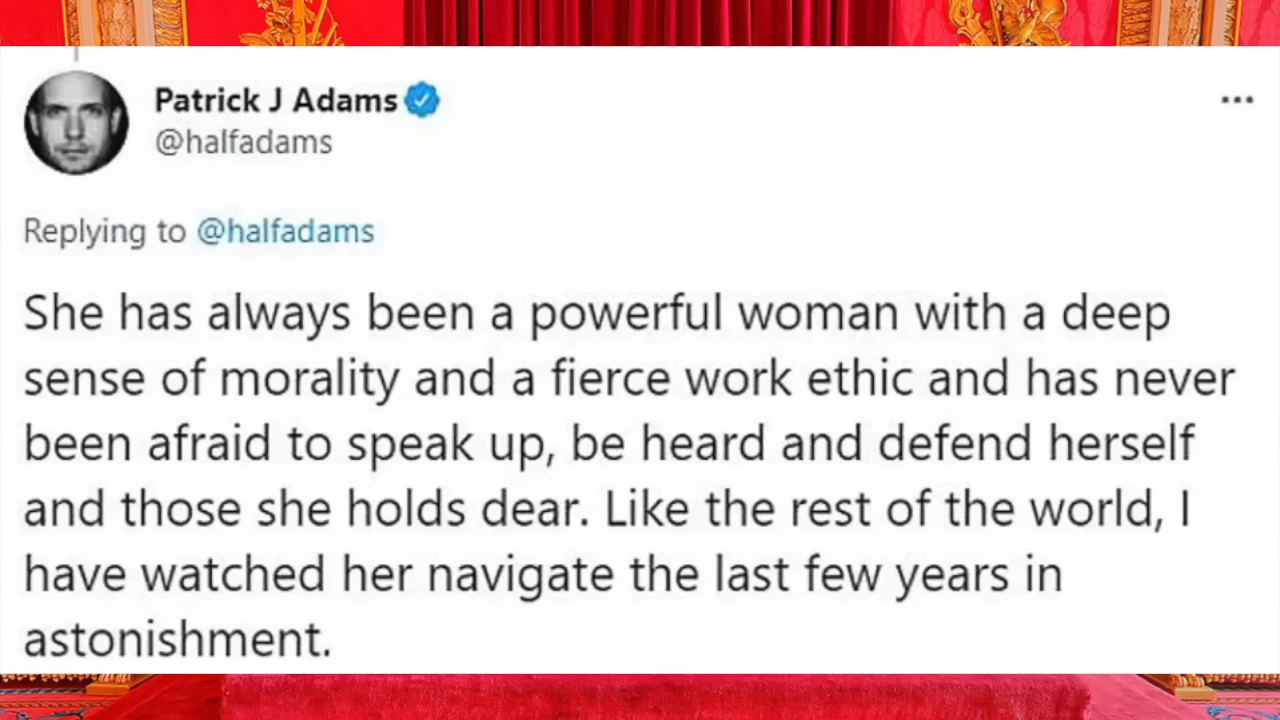 Patrick J Adams
@halfadams
Replying to @halfadams
She has always been a powerful woman with a deep
sense of morality and a fierce work ethic and has never
been afraid to speak up, be heard and defend herself
and those she holds dear. Like the rest of the world, I
have watched her navigate the last few years in
astonishment.